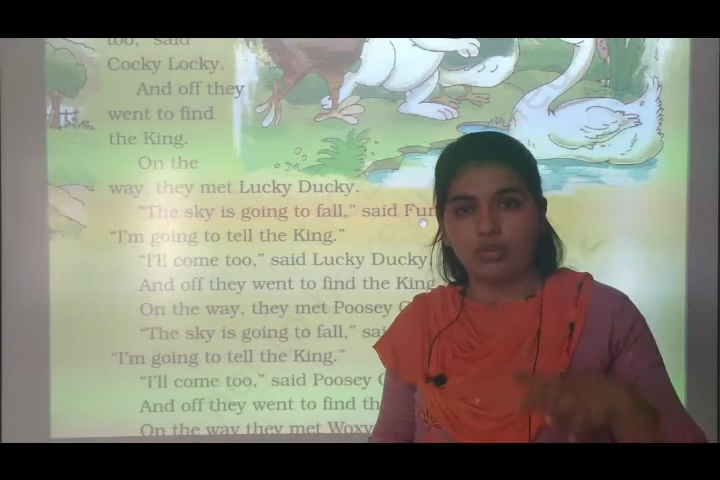 too," said
Cocky Locky.
And off they
went to find
the King.
On the
way, they met Lucky Ducky.
"The sky is going to fall," said
"I'm going to tell the King."
"I'll come too," said Lucky Ducky.
And off they went to find the King
On the way, they met Poosey
"The sky is going to fall,"
"I'm going to tell the King."
"I'll come too," said Poosey
And off they went to find
On the way they met Woxy